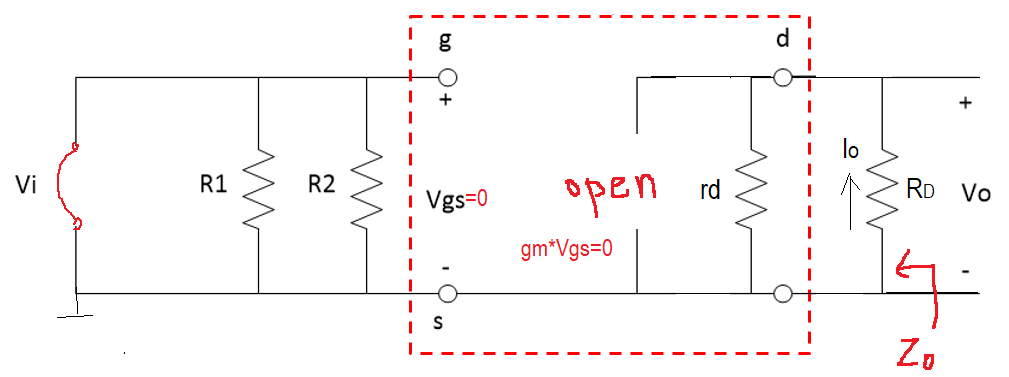 g
d
+
+
Io
Vi
R1
R2
open
rd
RD
Vo
Vgs=0
gm*Vgs=0
-
-
s
Zo